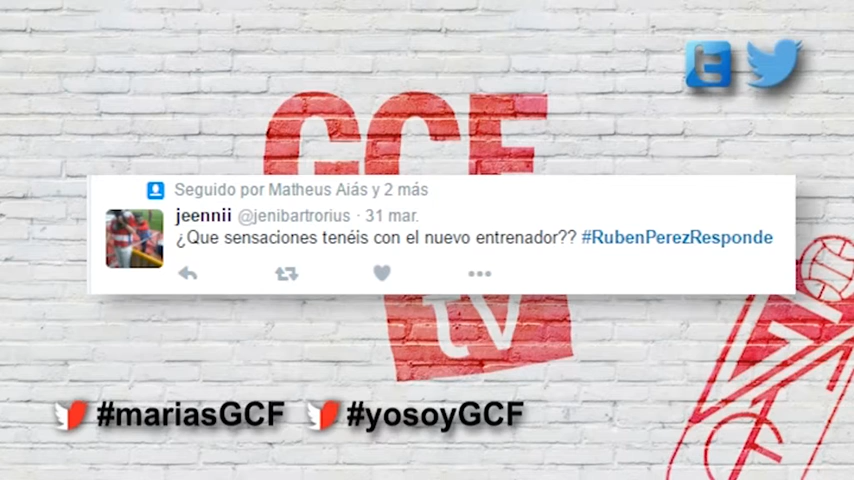 GCF
Seguido por Matheus Aiás y 2 más
jeennii @jenibartrorius · 31 mar.
¿Que sensaciones tenéis con el nuevo entrenador?? #RubenPerezResponde
tv
#mariasGCF #yosoyGCF